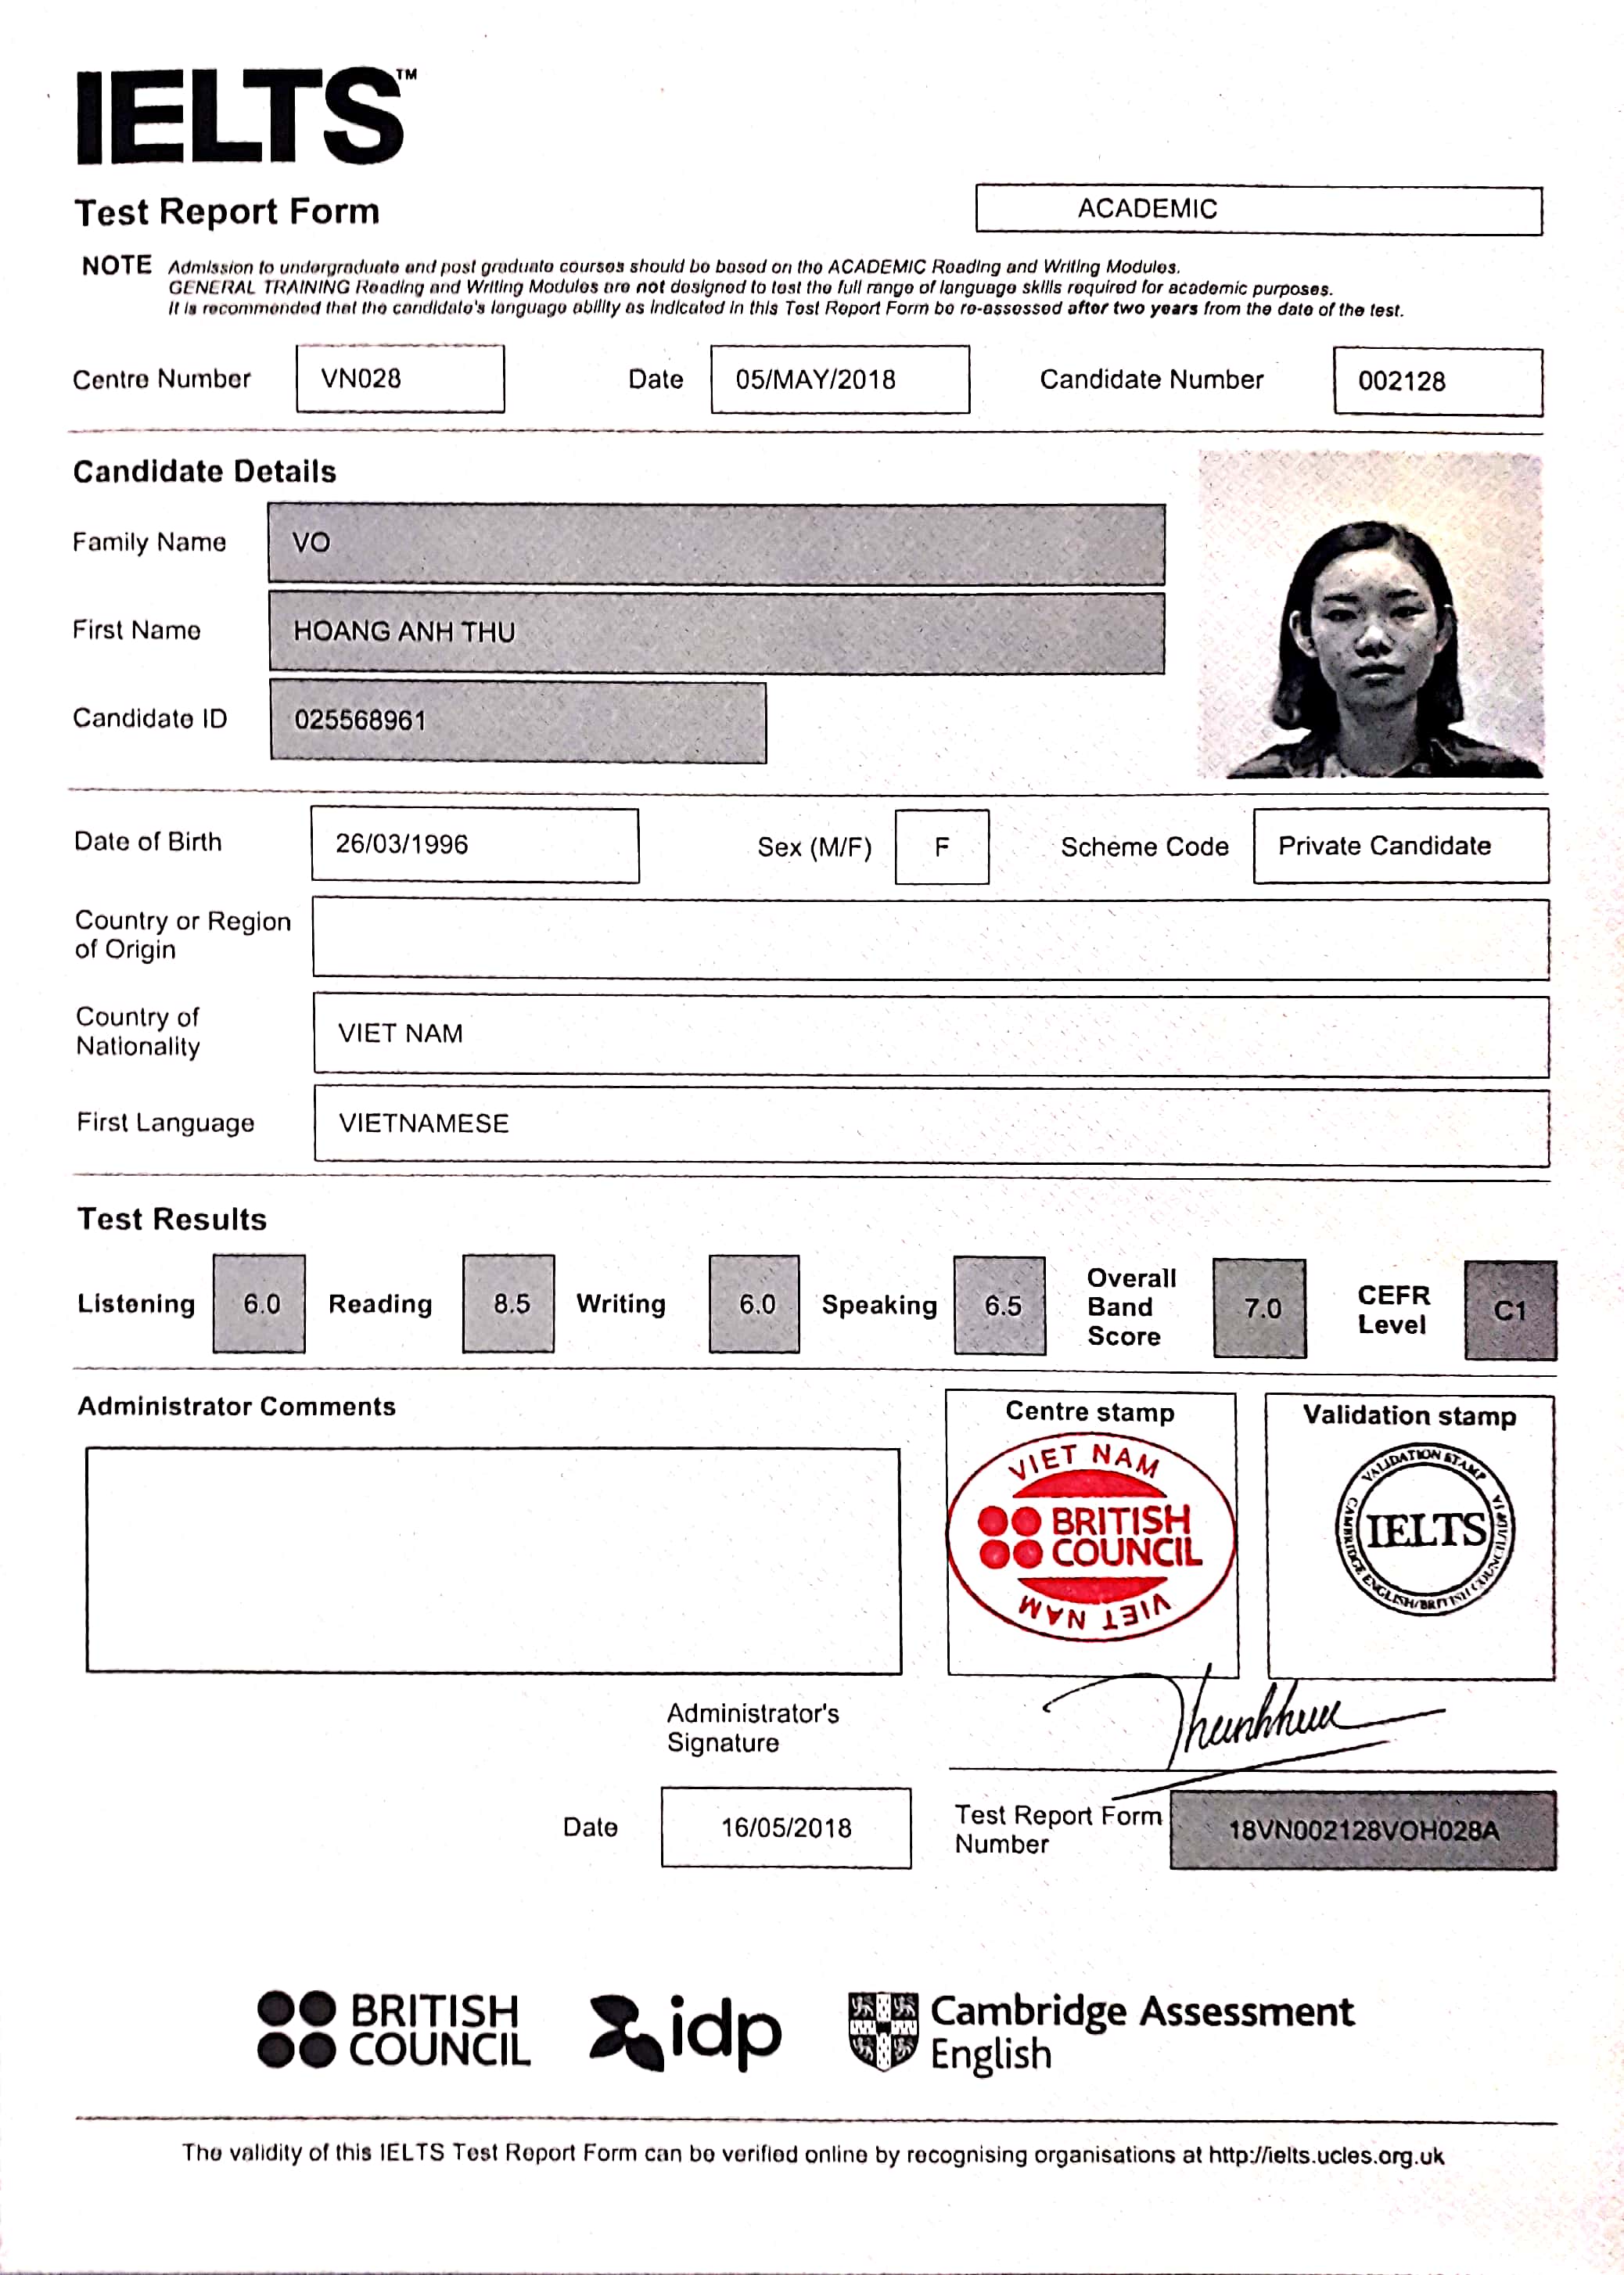 IELTS™
Test Report Form
ACADEMIC
NOTE Admission to undergraduate and post graduate courses should be based on the ACADEMIC Reading and Writing Modules.
GENERAL TRAINING Reading and Writing Modules are not designed to test the full range of language skills required for academic purposes.
It is recommended that the candidate's language ability as indicated in this Test Report Form be re-assessed after two years from the date of the test.
Centre Number VN028 Date 05/MAY/2018 Candidate Number 002128
Candidate Details
Family Name VO
First Name HOANG ANH THU
Candidate ID 025568961
Date of Birth 26/03/1996 Sex (M/F) F Scheme Code Private Candidate
Country or Region
of Origin
Country of
Nationality
VIET NAM
First Language VIETNAMESE
Test Results
Listening 6.0 Reading 8.5 Writing 6.0 Speaking 6.5
Overall
Band
Score
7.0
CEFR
Level
C1
Administrator Comments
Centre stamp
VIET NAM
BRITISH
COUNCIL
VIET NAM
Validation stamp
VALIDATION STAMP
IELTS
CAMBRIDGE ENGLISH/BRITISH COUNCIL/IDP:IA
Administrator's
Signature
Date 16/05/2018
Test Report Form
Number
18VN002128VOH028A
BRITISH
COUNCIL
idp
Cambridge Assessment
English
The validity of this IELTS Test Report Form can be verified online by recognising organisations at http://ielts.ucles.org.uk